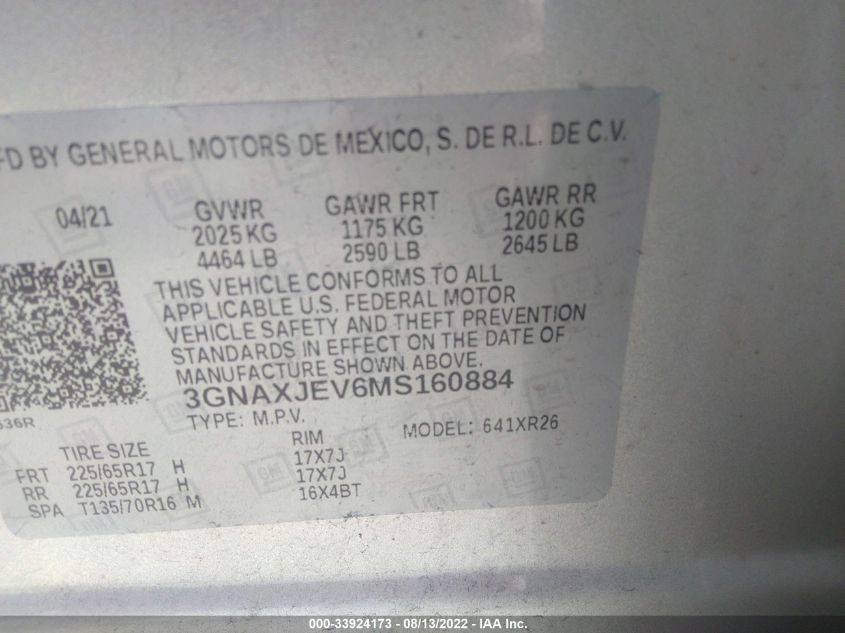 FD BY GENERAL MOTORS DE MEXICO, S. DE R.L. DE C.V.
04/21 GVWR GAWR FRT GAWR RR
2025 KG 1175 KG 1200 KG
4464 LB 2590 LB 2645 LB
THIS VEHICLE CONFORMS TO ALL
APPLICABLE U.S. FEDERAL MOTOR
VEHICLE SAFETY AND THEFT PREVENTION
STANDARDS IN EFFECT ON THE DATE OF
MANUFACTURE SHOWN ABOVE.
3GNAXJEV6MS160884
636R
TYPE: M.P.V. MODEL: 641XR26
TIRE SIZE RIM
FRT 225/65R17 H 17X7J
RR 225/65R17 H 17X7J
SPA T135/70R16 M 16X4BT
000-33924173 - 08/13/2022 - IAA Inc.